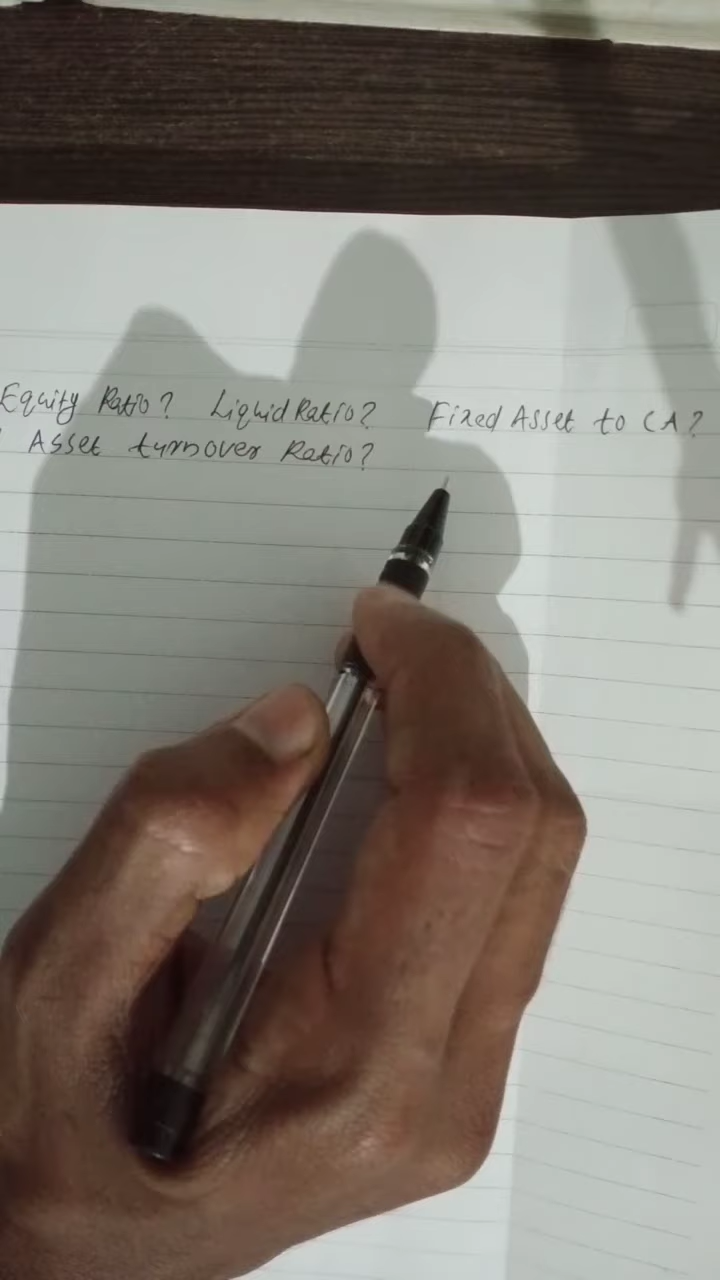 Equity Ratio? Liquid Ratio? Fixed Asset to CA?
Asset turnover Ratio?